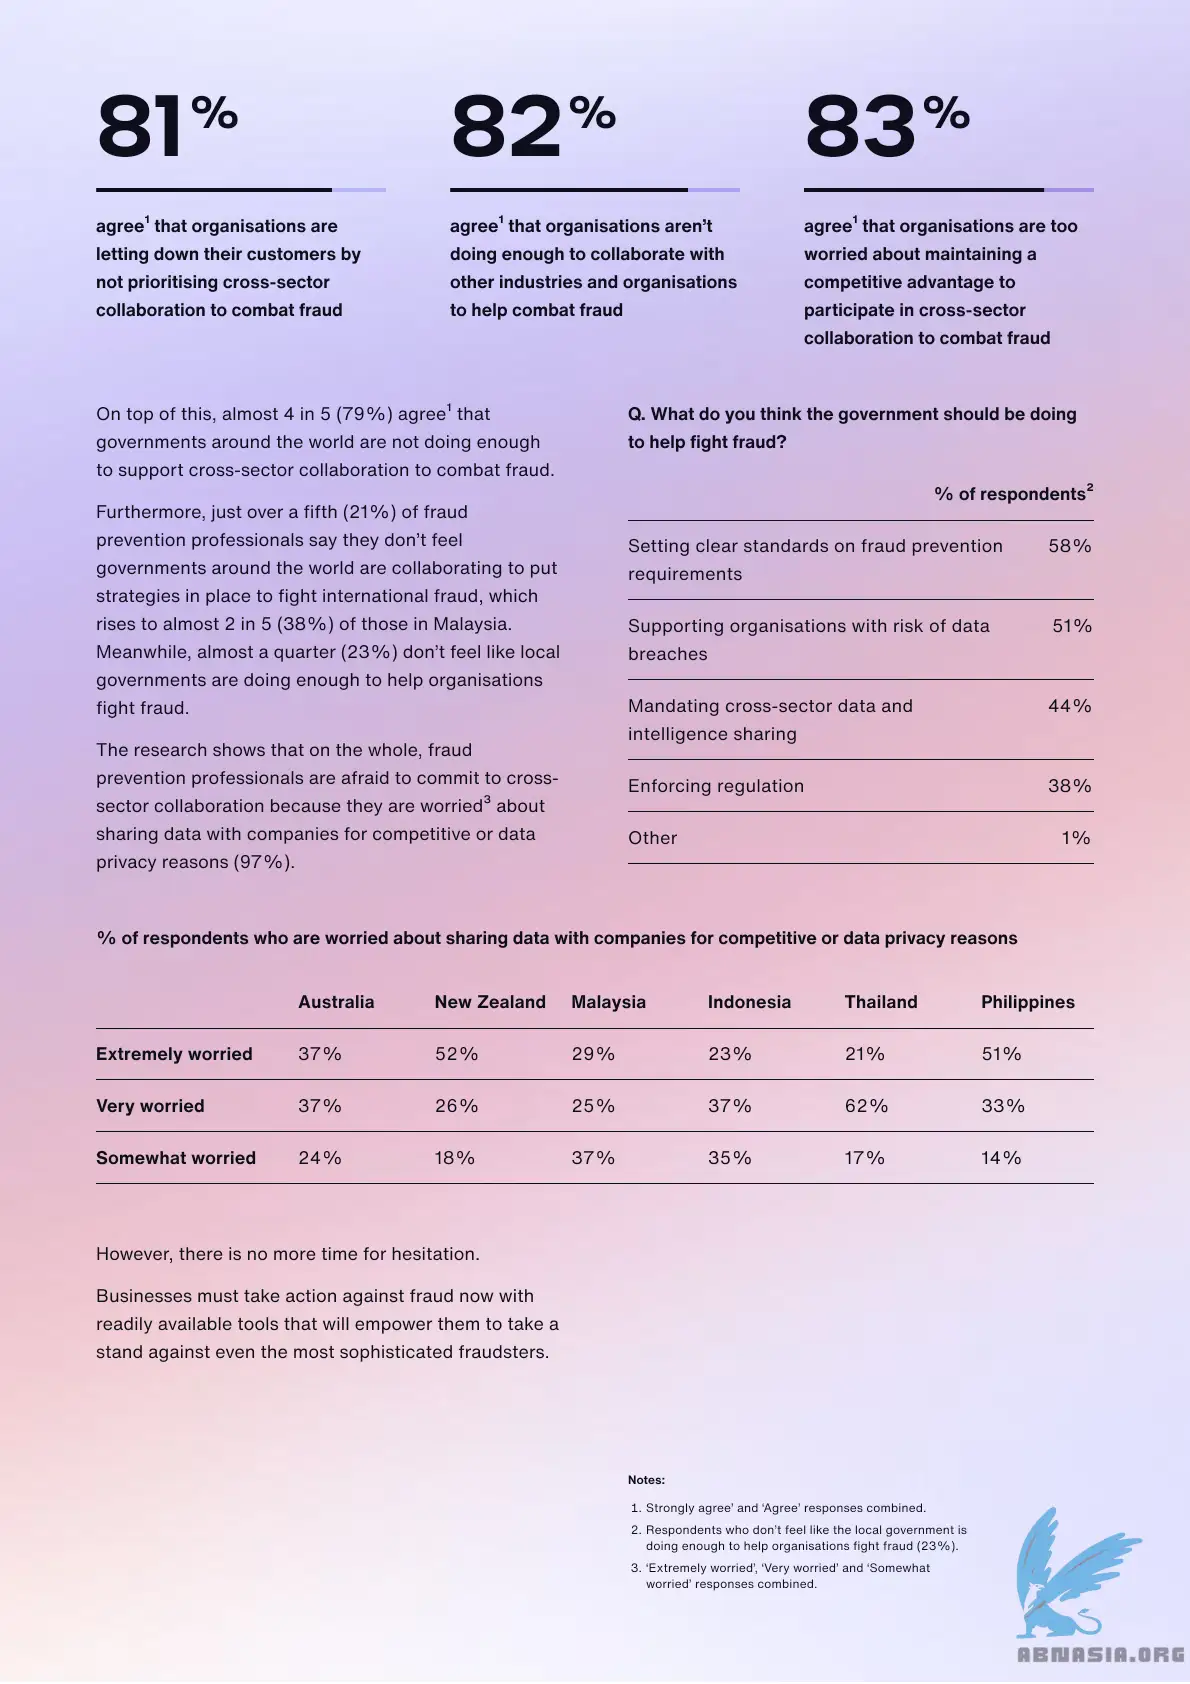 81%
agree1 that organisations are
letting down their customers by
not prioritising cross-sector
collaboration to combat fraud
82%
agree1 that organisations aren't
doing enough to collaborate with
other industries and organisations
to help combat fraud
83%
agree1 that organisations are too
worried about maintaining a
competitive advantage to
participate in cross-sector
collaboration to combat fraud
On top of this, almost 4 in 5 (79%) agree1 that
governments around the world are not doing enough
to support cross-sector collaboration to combat fraud.
Furthermore, just over a fifth (21%) of fraud
prevention professionals say they don't feel
governments around the world are collaborating to put
strategies in place to fight international fraud, which
rises to almost 2 in 5 (38%) of those in Malaysia.
Meanwhile, almost a quarter (23%) don't feel like local
governments are doing enough to help organisations
fight fraud.
The research shows that on the whole, fraud
prevention professionals are afraid to commit to cross-
sector collaboration because they are worried3 about
sharing data with companies for competitive or data
privacy reasons (97%).
Q. What do you think the government should be doing
to help fight fraud?
% of respondents2
Setting clear standards on fraud prevention 58%
requirements
Supporting organisations with risk of data 51%
breaches
Mandating cross-sector data and 44%
intelligence sharing
Enforcing regulation 38%
Other 1%
% of respondents who are worried about sharing data with companies for competitive or data privacy reasons
Australia New Zealand Malaysia Indonesia Thailand Philippines
Extremely worried 37% 52% 29% 23% 21% 51%
Very worried 37% 26% 25% 37% 62% 33%
Somewhat worried 24% 18% 37% 35% 17% 14%
However, there is no more time for hesitation.
Businesses must take action against fraud now with
readily available tools that will empower them to take a
stand against even the most sophisticated fraudsters.
Notes:
1. Strongly agree' and 'Agree' responses combined.
2. Respondents who don't feel like the local government is
doing enough to help organisations fight fraud (23%).
3. 'Extremely worried', 'Very worried' and 'Somewhat
worried' responses combined.
ABNASIA.ORG